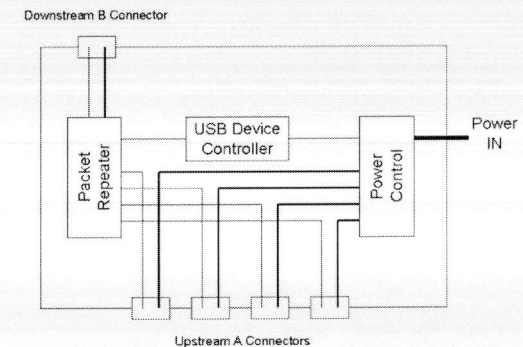 Downstream B Connector
USB Device
Controller
Packet
Repeater
Power
Control
Power
IN
Upstream A Connectors